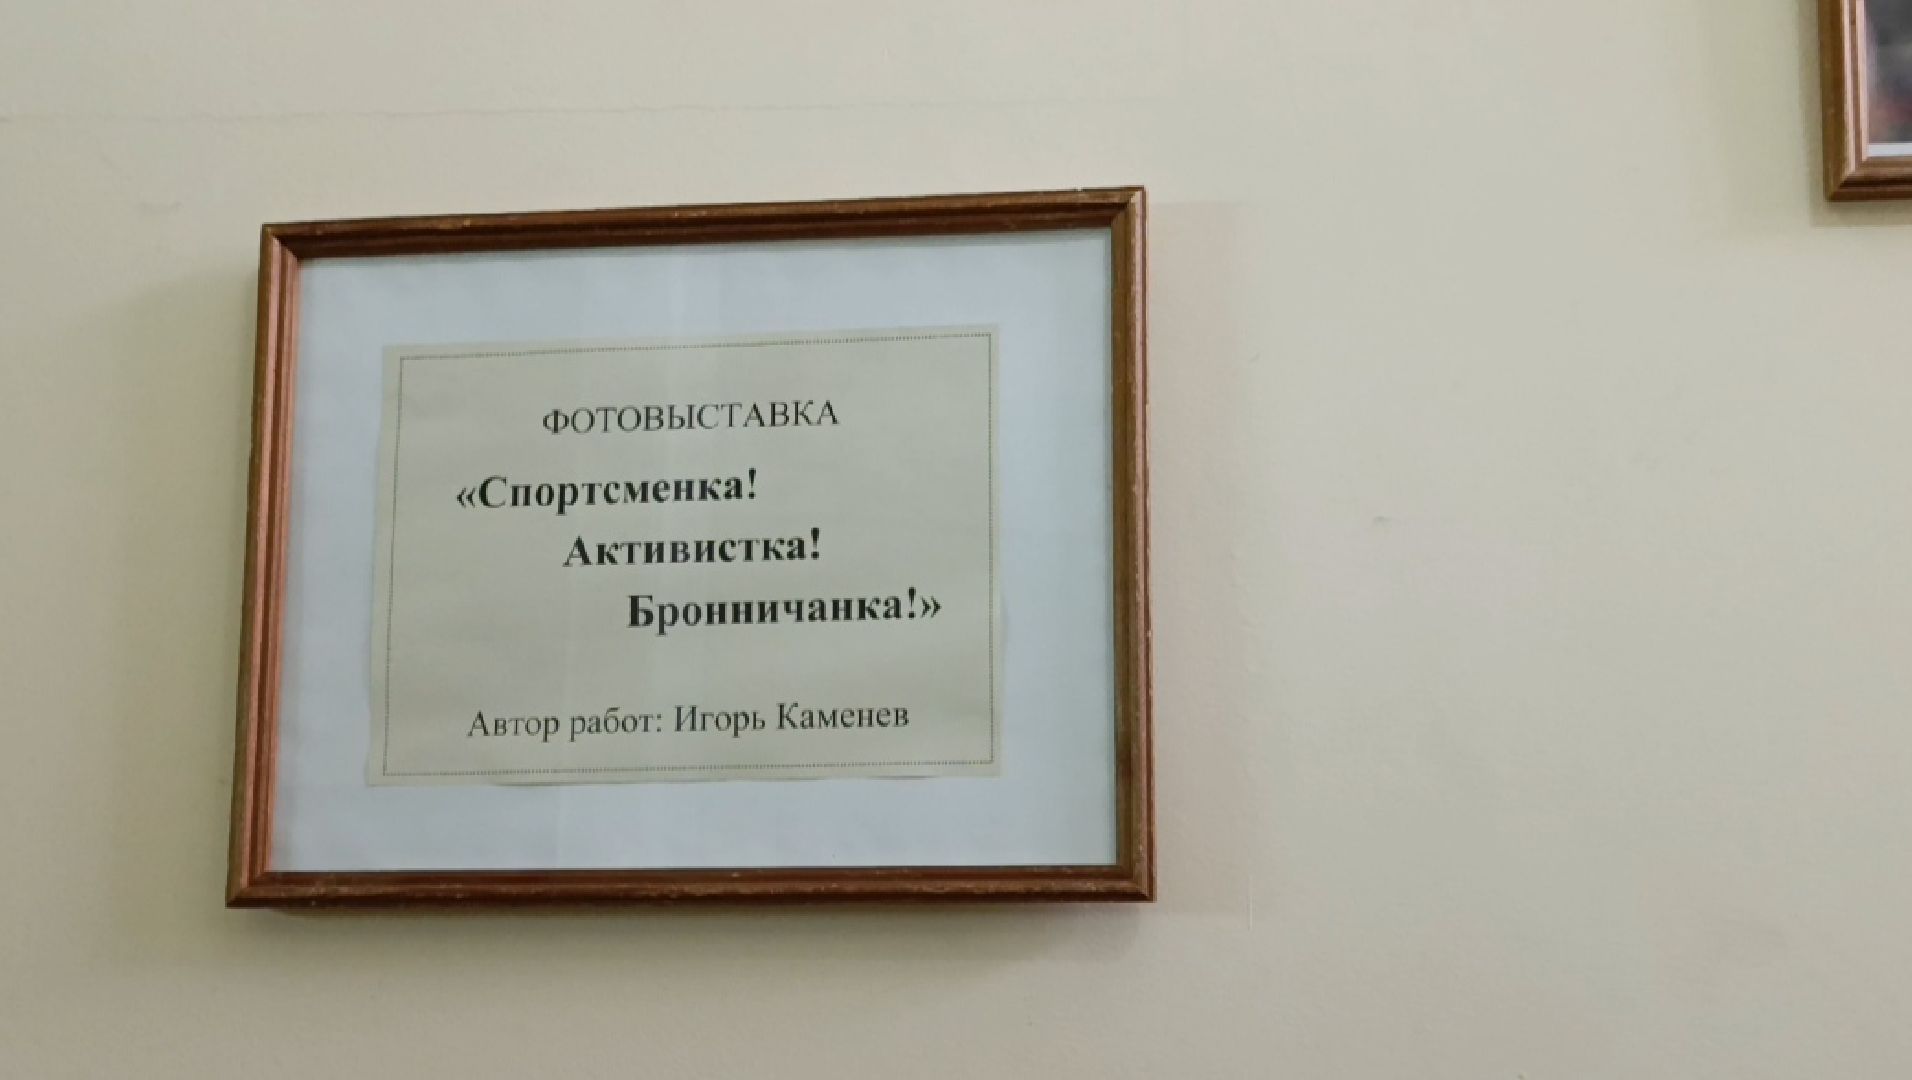 ФОТОВЫСТАВКА
«Спортсменка!
Активистка!
Бронничанка!»
Автор работ: Игорь Каменев